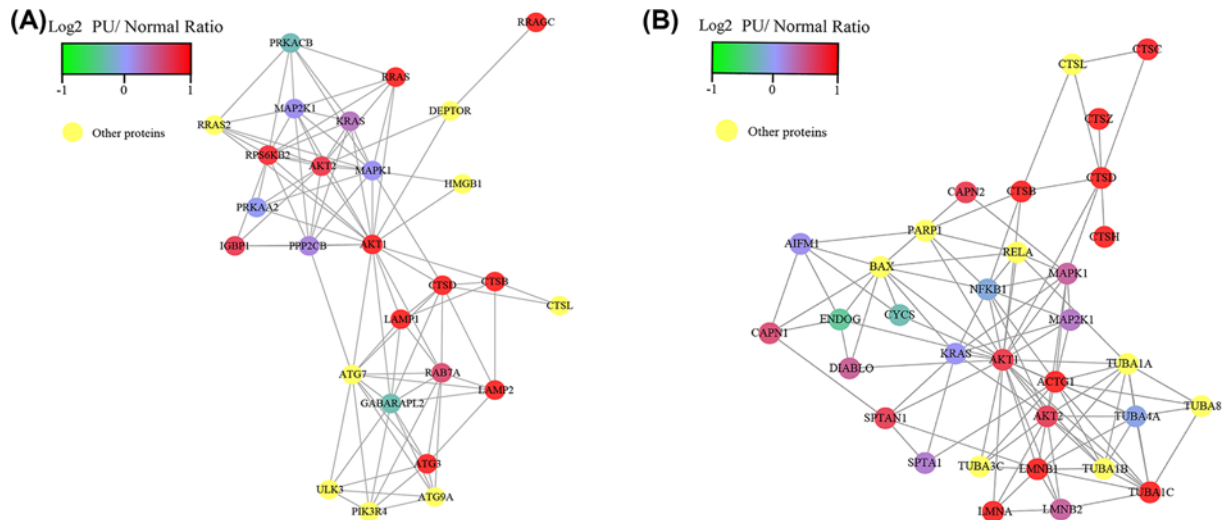 (A)
Log2 PU/ Normal Ratio
-1 0 1
Other proteins
RRAGC
PRKACB
RRAS
MAP2K1
DEPTOR
KRAS
RRAS2
RPS6KB2
AKT2
MAPK1
HMGB1
PRKAA2
IGBP1
PPP2CB
AKT1
CTSD
CTSB
CTSL
LAMP1
ATG7
RAB7A
LAMP2
GABARAPL2
ATG3
ULK3
ATG9A
PIK3R4
(B)
Log2 PU/ Normal Ratio
-1 0 1
Other proteins
CTSC
CTSL
CTSZ
CTSD
CAPN2
CTSB
CTSH
PARP1
AIFM1
RELA
BAX
MAPK1
NFKB1
ENDOG
CYCS
MAP2K1
CAPN1
KRAS
AKT1
DIABLO
TUBA1A
ACTG1
TUBA8
SPTAN1
AKT2
TUBA4A
SPTA1
TUBA3C
LMNB1
TUBA1B
TUBA1C
LMNA
LMNB2